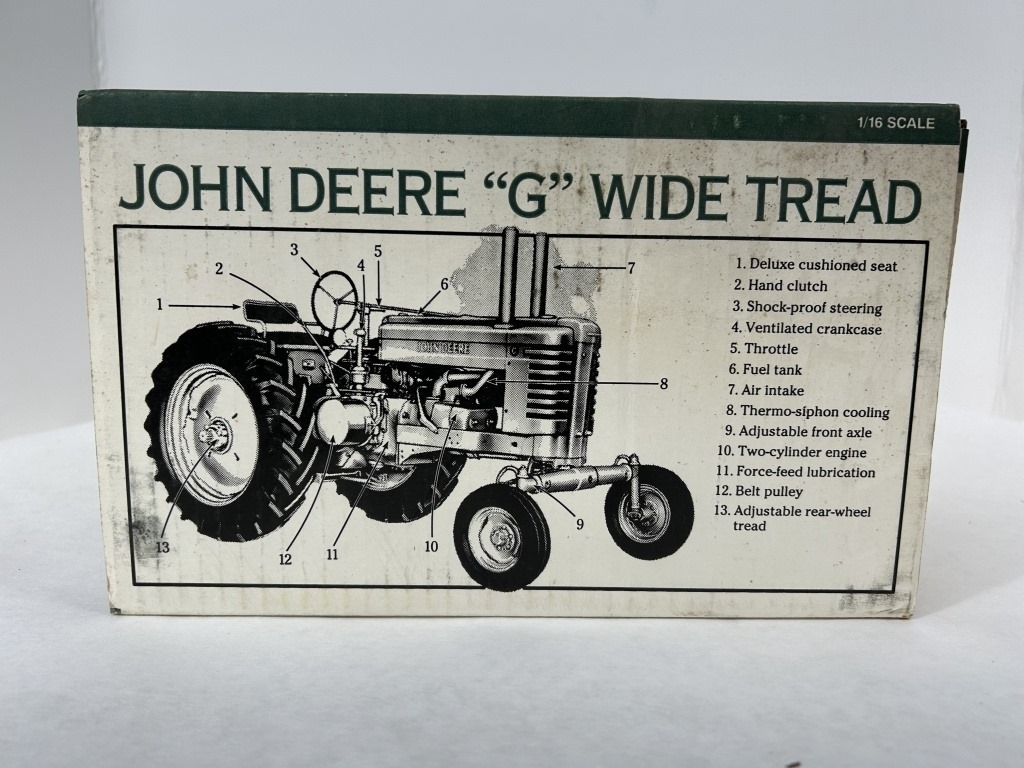 1/16 SCALE
JOHN DEERE “G” WIDE TREAD
1. Deluxe cushioned seat
2. Hand clutch
3. Shock-proof steering
4. Ventilated crankcase
5. Throttle
6. Fuel tank
7. Air intake
8. Thermo-siphon cooling
9. Adjustable front axle
10. Two-cylinder engine
11. Force-feed lubrication
12. Belt pulley
13. Adjustable rear-wheel
tread
1
2
3
4
5
6
7
8
9
10
11
12
13
JOHN DEERE
G